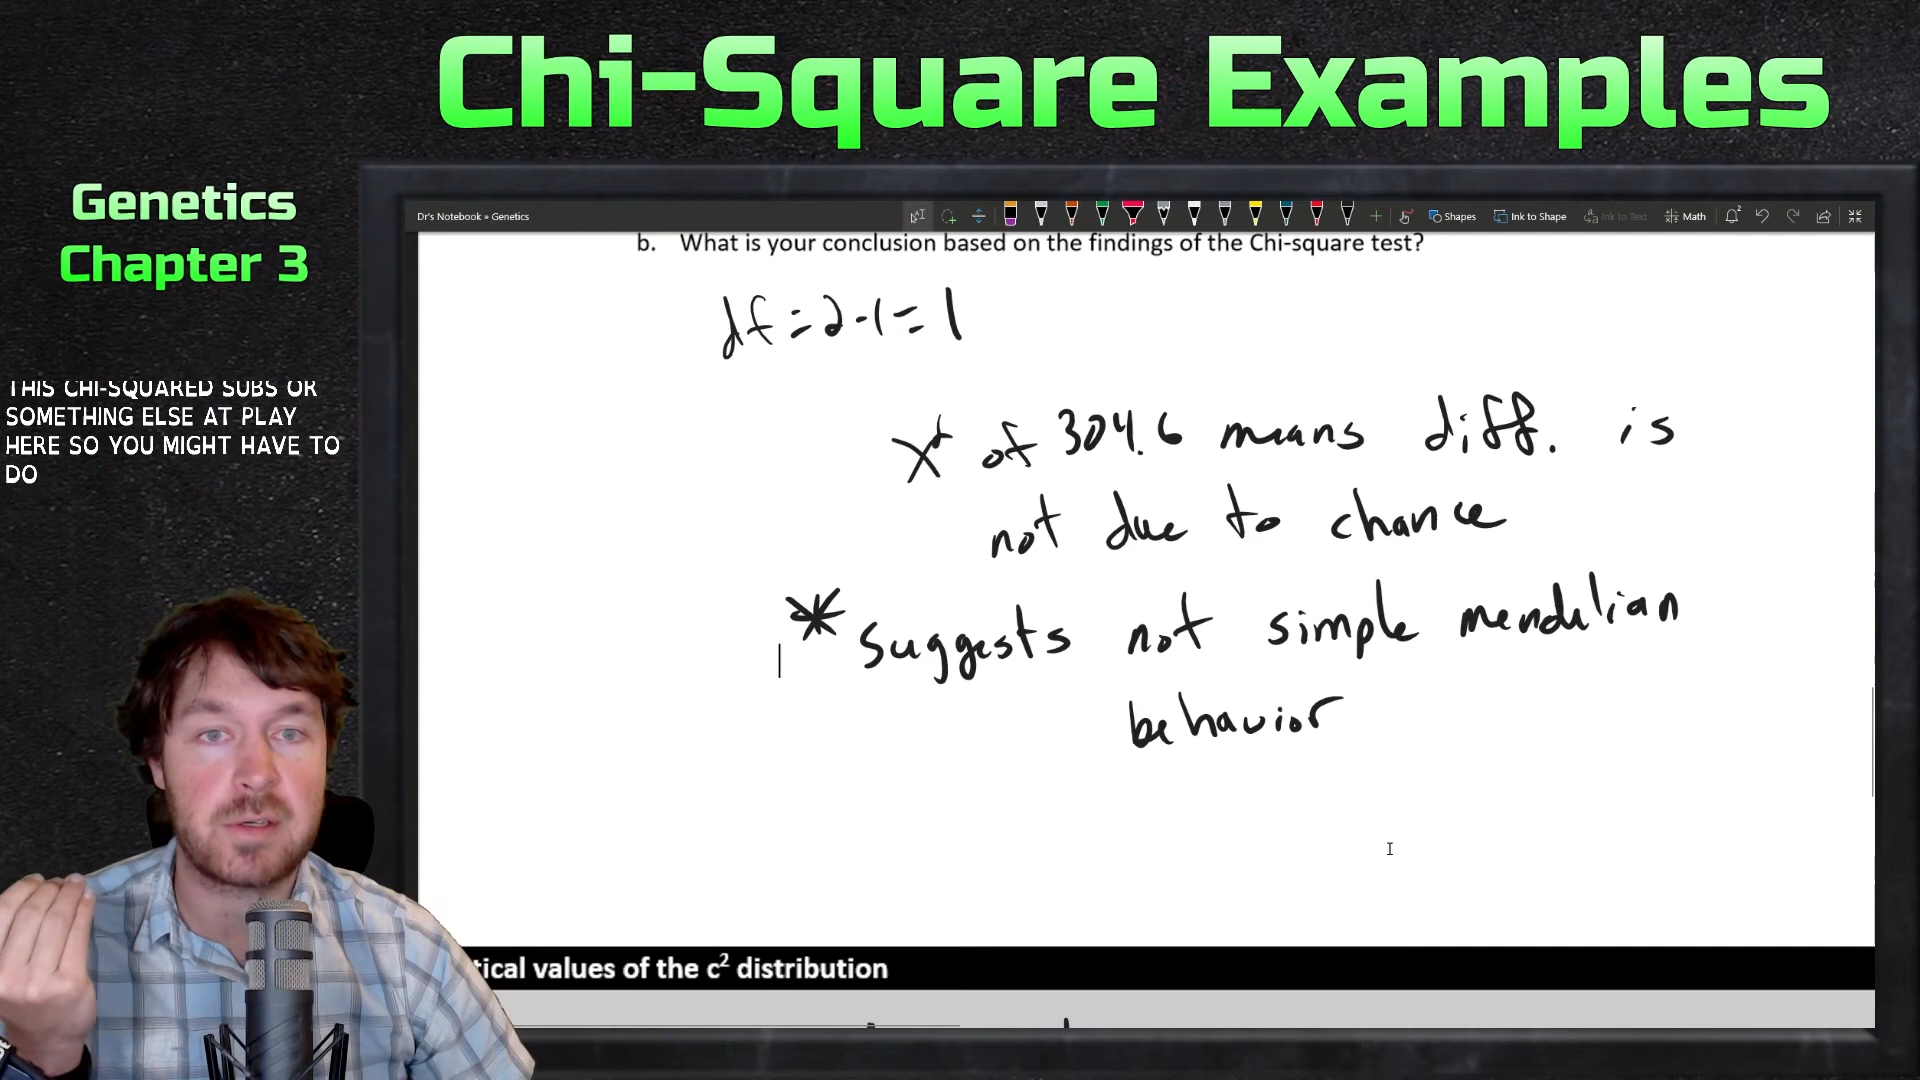 Chi-Square Examples
Genetics
Chapter 3
THIS CHI-SQUARED SUBS OR
SOMETHING ELSE AT PLAY
HERE SO YOU MIGHT HAVE TO
DO
Dr's Notebook » Genetics
Shapes
Ink to Shape
Ink to Text
Math
b. What is your conclusion based on the findings of the Chi-square test?
df = 2-1 = 1
X² of 304.6 means diff. is
not due to chance
* suggests not simple mendelian
behavior
tical values of the c² distribution